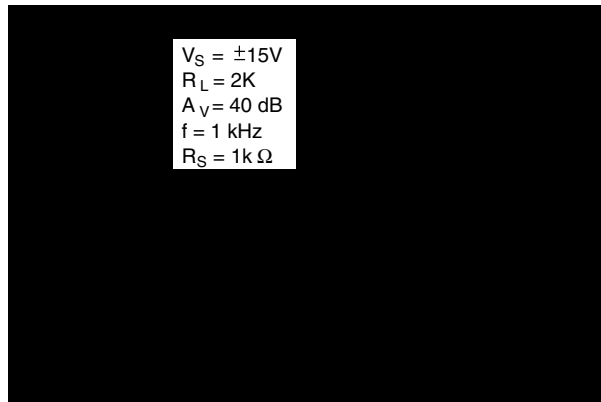 V_S = ±15V
R_L = 2K
A_V = 40 dB
f = 1 kHz
R_S = 1k Ω